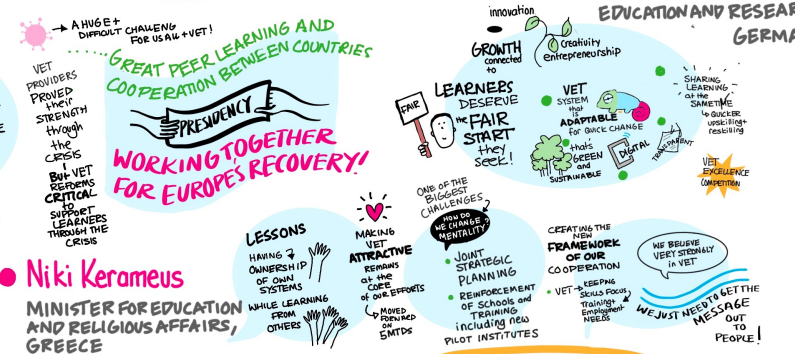 A HUGE +
DIFFICULT CHALLENG
FOR US ALL + VET!
GREAT PEER LEARNING AND
COOPERATION BETWEEN COUNTRIES
VET
PROVIDERS
PROVED
their
STRENGTH
through
the
CRISIS
!
BUT VET
REFORMS
CRITICAL
to
SUPPORT
LEARNERS
THROUGH THE
CRISIS
PRESIDENCY
WORKING TOGETHER
FOR EUROPES RECOVERY!
Niki Kerameus
MINISTER FOR EDUCATION
AND RELIGIOUS AFFAIRS,
GREECE
LESSONS
HAVING
OWNERSHIP
OF OWN
SYSTEMS
WHILE LEARNING
FROM
OTHERS
MAKING
VET
ATTRACTIVE
REMAINS
at the
CORE
OF OUR EFFORTS
MOVED
FORWARD
ON
5MTDS
innovation
GROWTH
connected
to
Creativity
entrepreneurship
FAIR
LEARNERS
DESERVE
the FAIR
START
they
SEEK!
VET
SYSTEM
that
is
ADAPTABLE
for QUICK CHANGE
that's
GREEN
and
SUSTAINABLE
DIGITAL
TRANSPARENT
EDUCATION AND RESEAR
GERMA
SHARING
LEARNING
at the
SAMETIME
QUICKER
upskilling+
reskilling
VET
EXCELLENCE
COMPETITION
ONE OF THE
BIGGEST
CHALLENGES
HOW DO
WE CHANGE
MENTALITY?
JOINT
STRATEGIC
PLANNING
REINFORCEMENT
OF SCHOOLS and
TRAINING
including new
PILOT INSTITUTES
CREATING THE
NEW
FRAMEWORK
OF OUR
COOPERATION
VET
KEEPING
SKILLS FOCUS
Training+
Employment
NEEDS
WE BELIEVE
VERY STRONGLY
in VET
WE JUST NEED TO GET THE
MESSAGE
OUT
TO
PEOPLE!